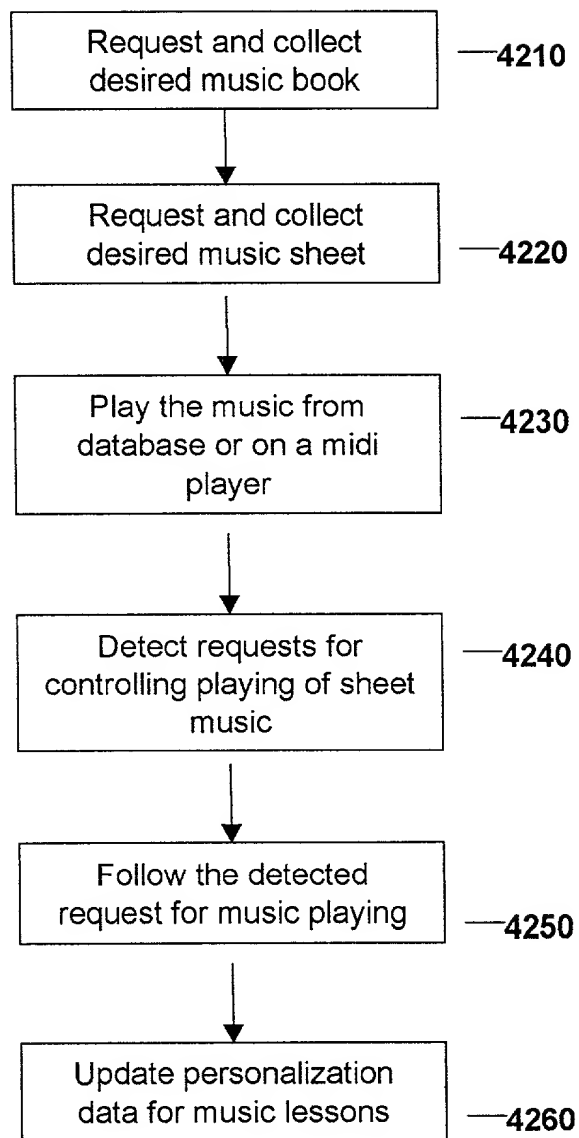 Request and collect
desired music book
4210
Request and collect
desired music sheet
4220
Play the music from
database or on a midi
player
4230
Detect requests for
controlling playing of sheet
music
4240
Follow the detected
request for music playing
4250
Update personalization
data for music lessons
4260